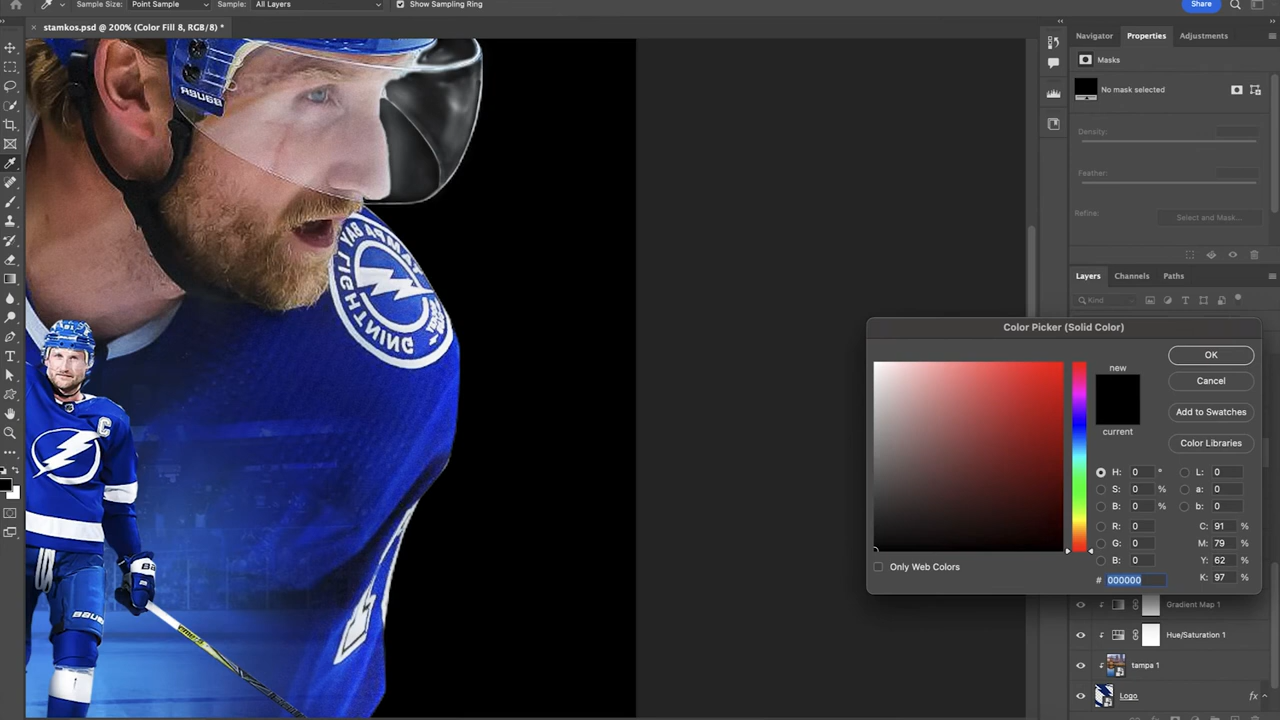 Sample Size: Point Sample Sample: All Layers Show Sampling Ring Share
× stamkos.psd @ 200% (Color Fill 8, RGB/8) *
Navigator Properties Adjustments
Masks
No mask selected
Density:
Feather:
Refine: Select and Mask...
Layers Channels Paths
Kind
Color Picker (Solid Color)
new
current
OK
Cancel
Add to Swatches
Color Libraries
H: 0 ° L: 0
S: 0 % a: 0
B: 0 % b: 0
R: 0 C: 91 %
G: 0 M: 79 %
B: 0 Y: 62 %
# 000000 K: 97 %
Only Web Colors
Gradient Map 1
Hue/Saturation 1
tampa 1
Logo fx
BAUER
TAMPA BAY
LIGHTNING
91
C
BAUER